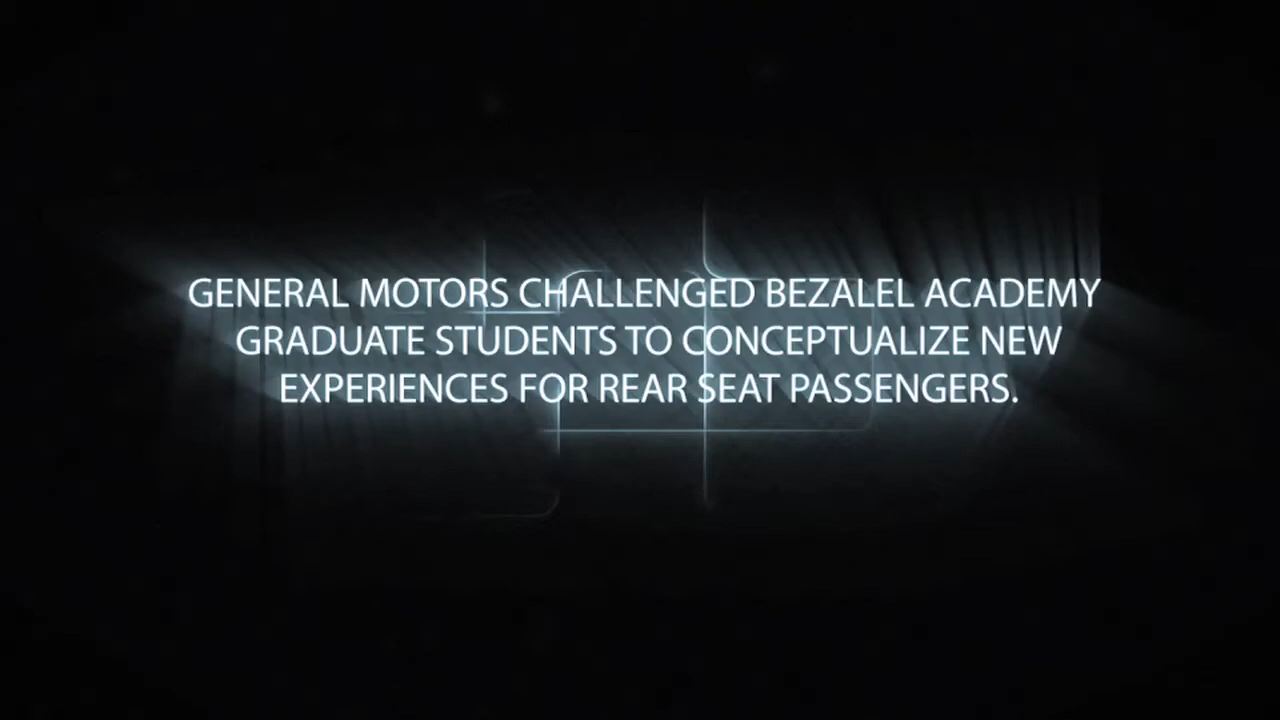 GENERAL MOTORS CHALLENGED BEZALEL ACADEMY
GRADUATE STUDENTS TO CONCEPTUALIZE NEW
EXPERIENCES FOR REAR SEAT PASSENGERS.